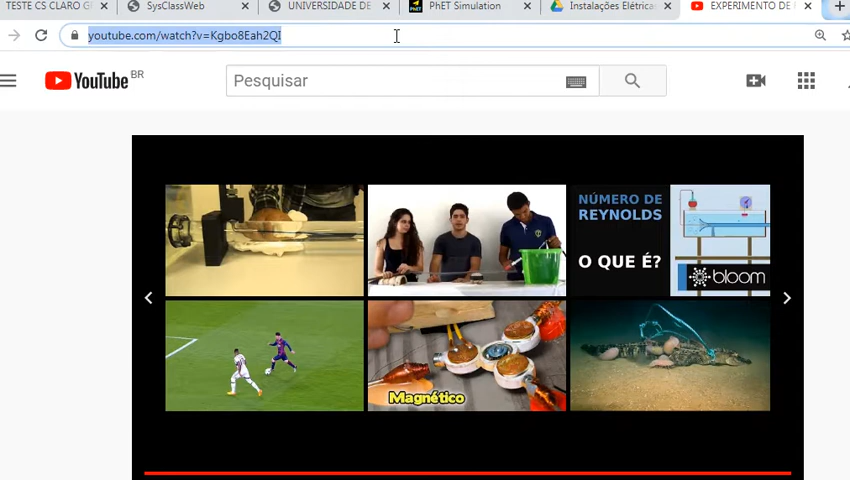 TESTE CS CLARO G
SysClassWeb
UNIVERSIDADE DE
PhET Simulation
Instalações Elétrica
EXPERIMENTO DE
youtube.com/watch?v=Kgbo8Eah2QI
YouTube BR
Pesquisar
NÚMERO DE
REYNOLDS
O QUE É?
bloom
Magnético